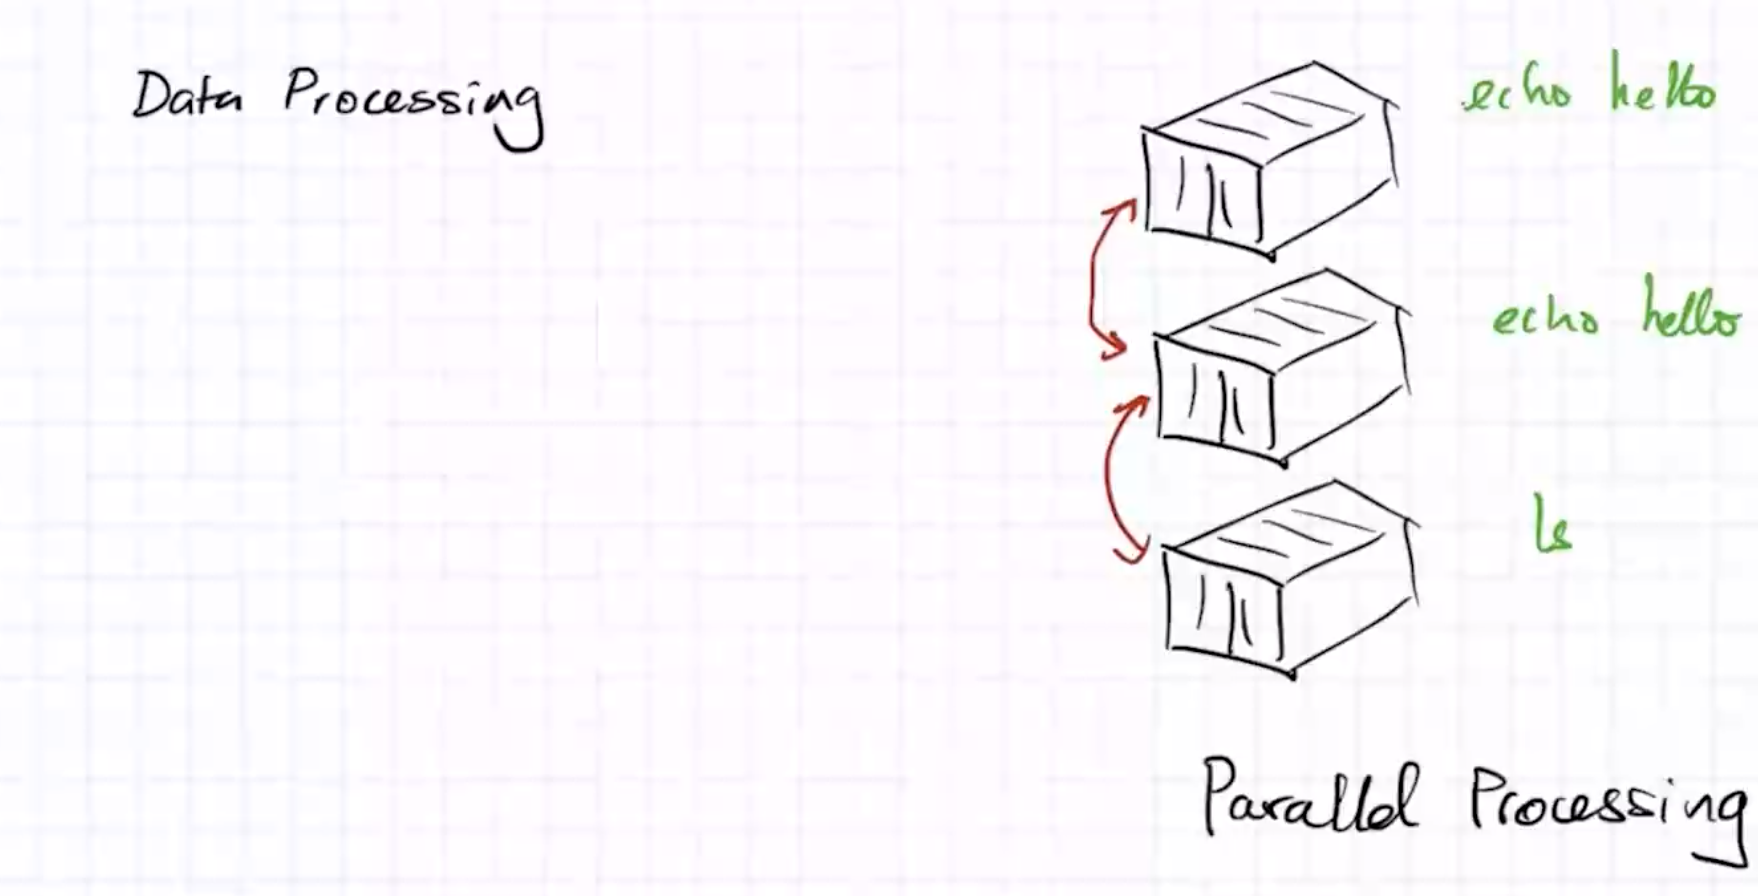 Data Processing
echo hello
echo hello
ls
Parallel Processing